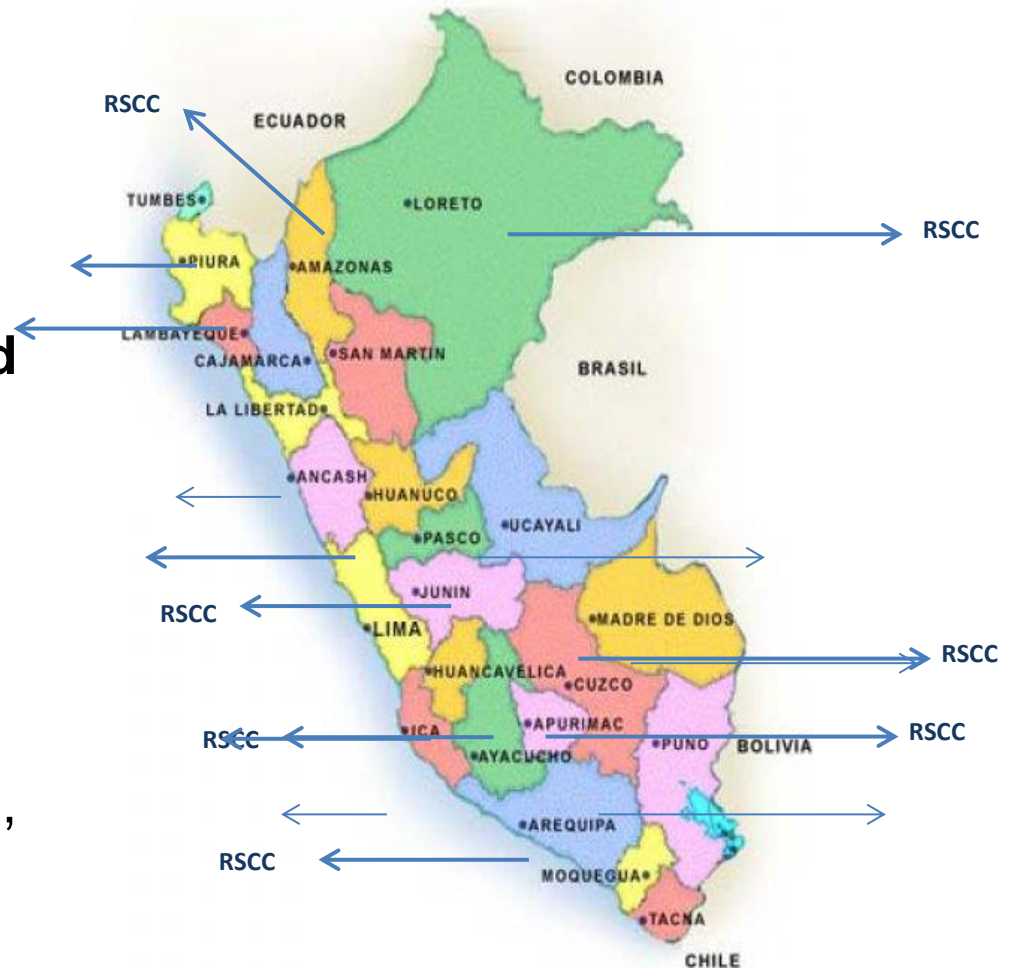 COLOMBIA
RSCC
ECUADOR
TUMBES
LORETO
RSCC
PIURA
AMAZONAS
LAMBAYEQUE
d
SAN MARTIN
CAJAMARCA
BRASIL
LA LIBERTAD
ANCASH
HUANUCO
UCAYALI
PASCO
JUNIN
RSCC
MADRE DE DIOS
LIMA
RSCC
HUANCAVELICA
CUZCO
APURIMAC
ICA
RSCC
RSCC
PUNO
BOLIVIA
AYACUCHO
,
AREQUIPA
RSCC
MOQUEGUA
TACNA
CHILE